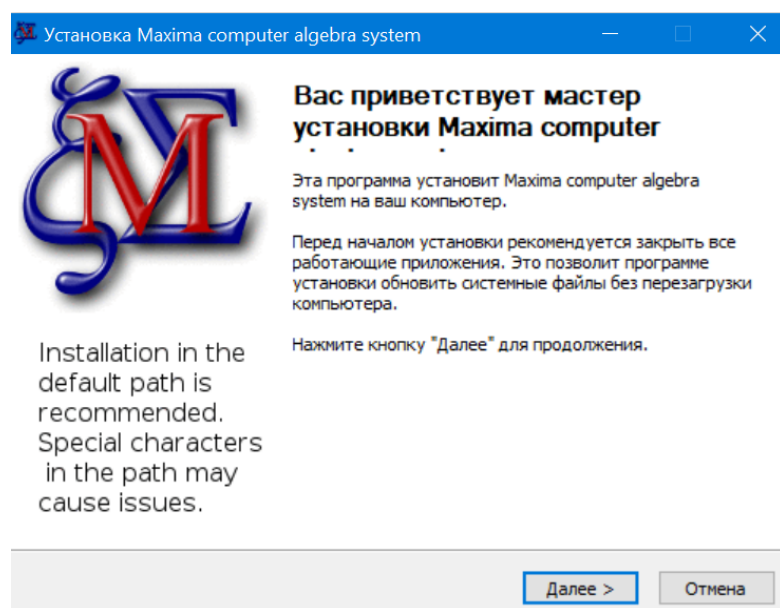 Установка Maxima computer algebra system
Вас приветствует мастер
установки Maxima computer
Эта программа установит Maxima computer algebra
system на ваш компьютер.
Перед началом установки рекомендуется закрыть все
работающие приложения. Это позволит программе
установки обновить системные файлы без перезагрузки
компьютера.
Нажмите кнопку "Далее" для продолжения.
Installation in the
default path is
recommended.
Special characters
in the path may
cause issues.
Далее >
Отмена